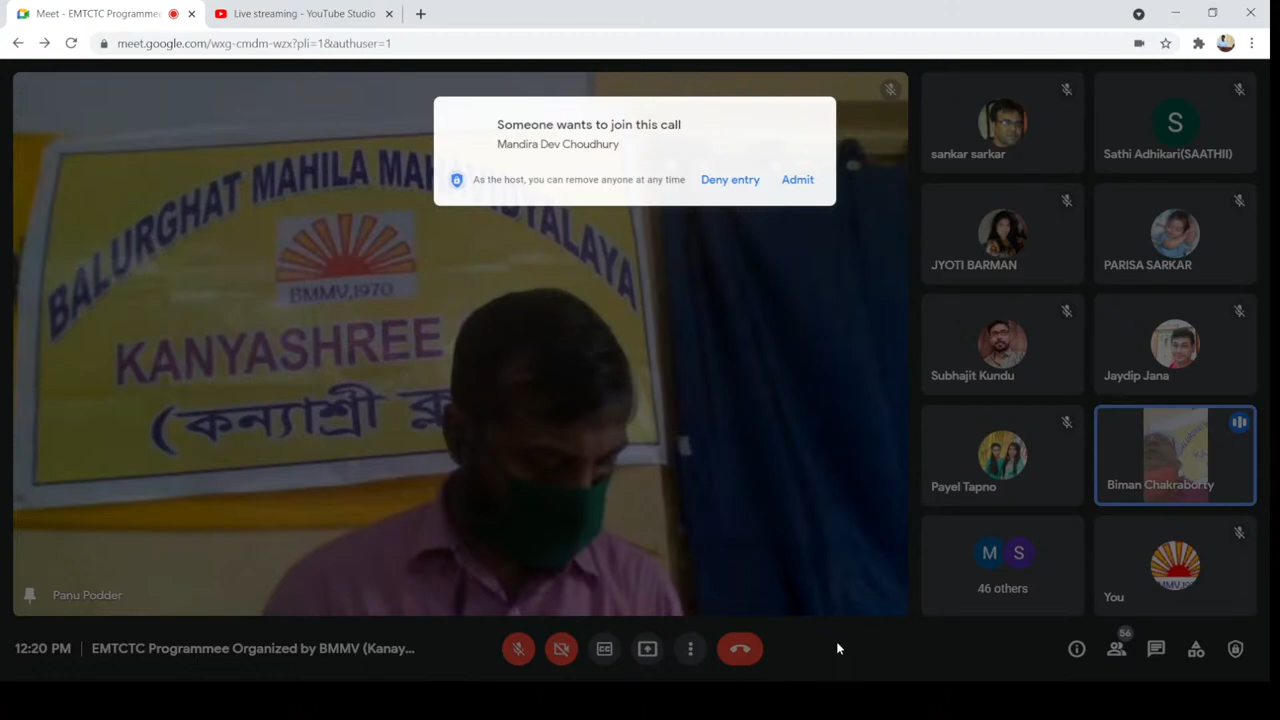 Meet - EMTCTC Programme
Live streaming - YouTube Studio
meet.google.com/wxg-cmdm-wzx?pli=1&authuser=1
Someone wants to join this call
Mandira Dev Choudhury
As the host, you can remove anyone at any time
Deny entry
Admit
BALURGHAT MAHILA
BMMV,1970
KANYASHREE
(কন্যাশ্রী
Panu Podder
sankar sarkar
S
Sathi Adhikari(SAATHII)
JYOTI BARMAN
PARISA SARKAR
Subhajit Kundu
Jaydip Jana
Payel Tapno
Biman Chakraborty
M S
46 others
You
12:20 PM | EMTCTC Programme Organized by BMMV (Kanay...
CC
56